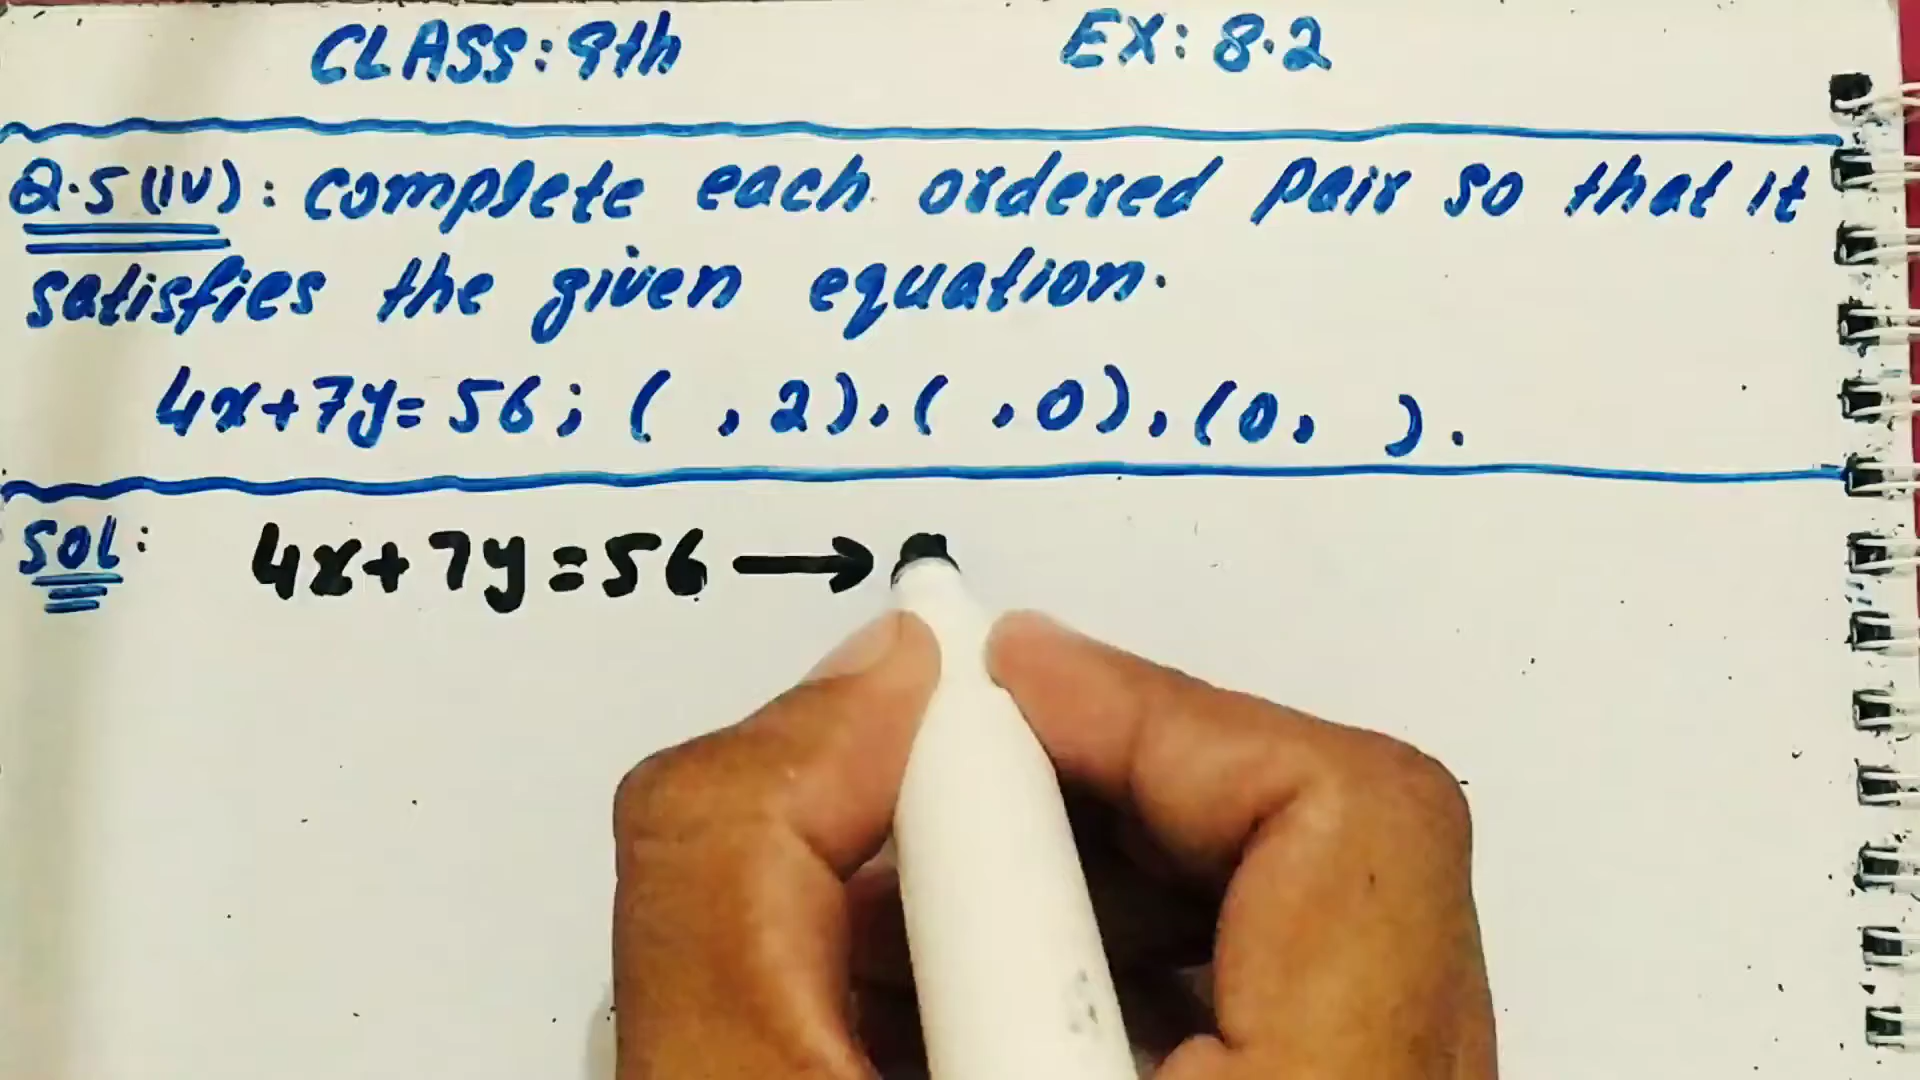 CLASS: 9th EX: 8.2
Q.5(IV): complete each ordered pair so that it
satisfies the given equation.
4x+7y=56; ( , 2), ( , 0), (0, ).
Sol: 4x+7y=56 →